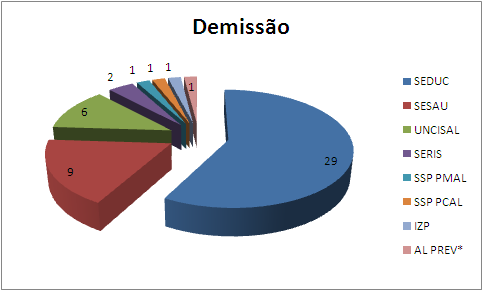 Demissão
29
9
6
2
1
1
1
1
SEDUC
SESAU
UNCISAL
SERIS
SSP PMAL
SSP PCAL
IZP
AL PREV*